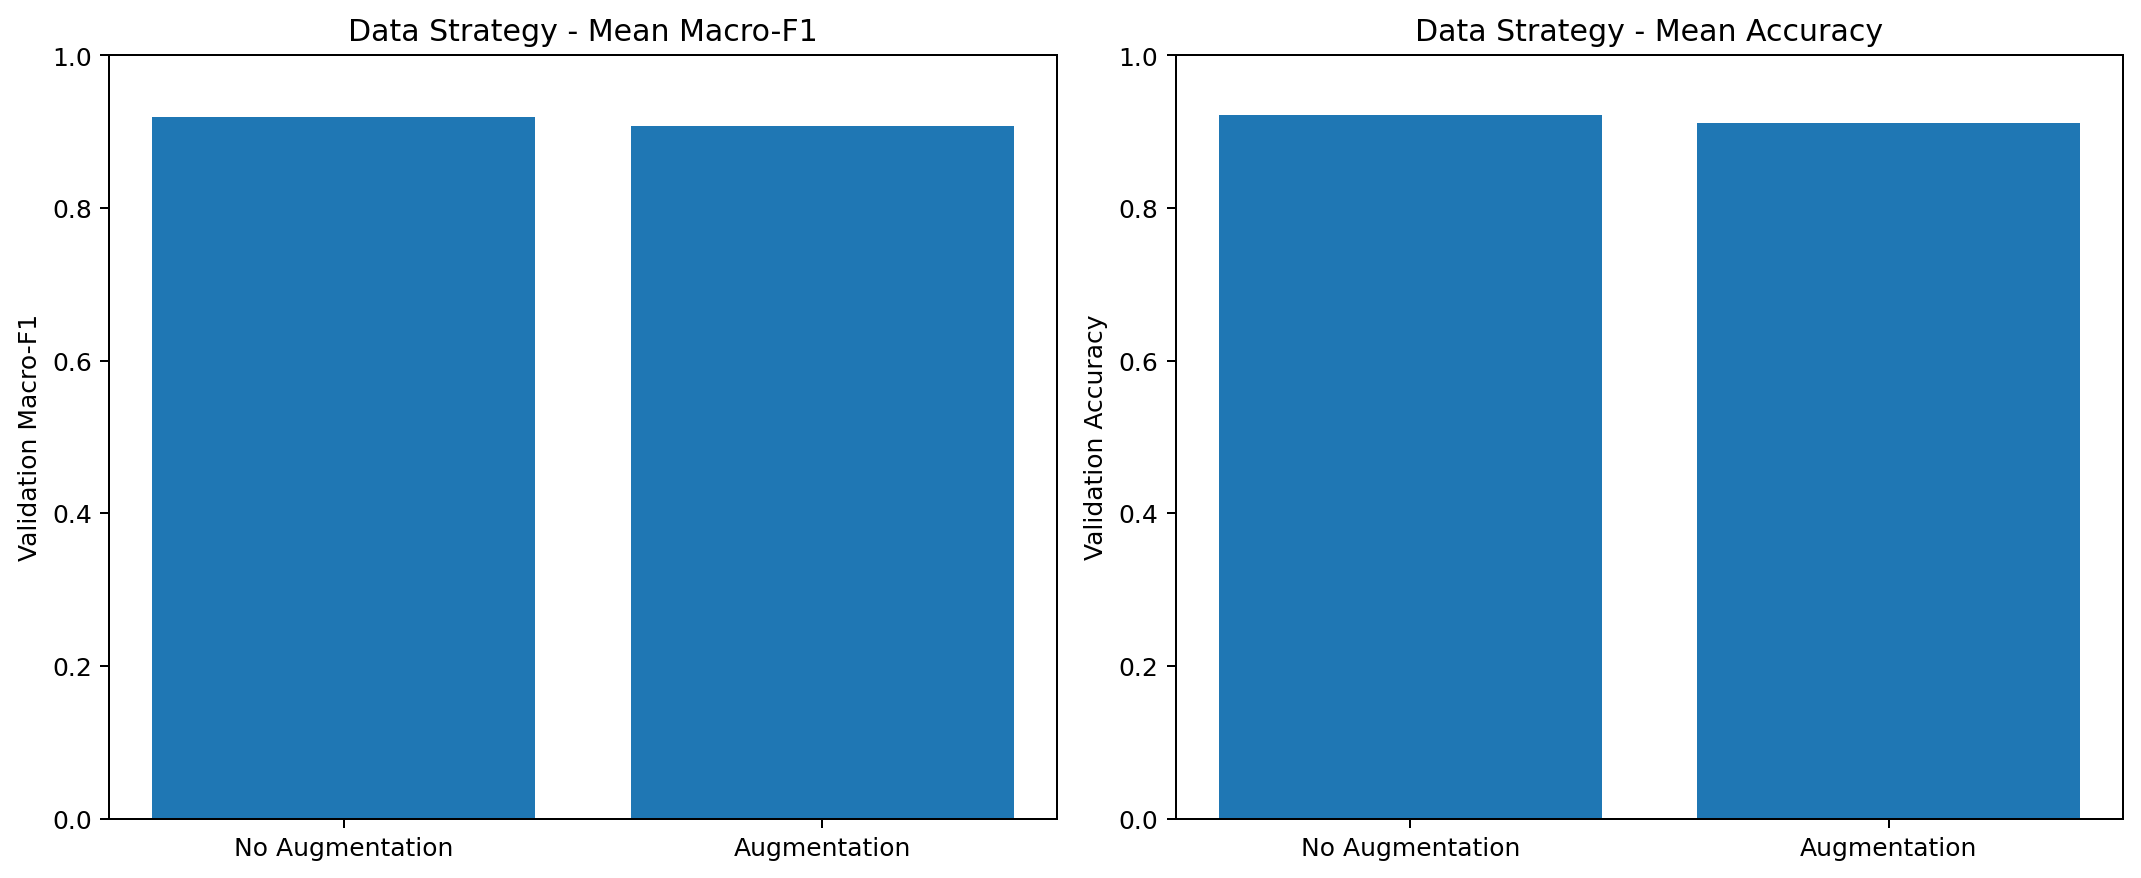 Data Strategy - Mean Macro-F1
Validation Macro-F1
1.0
0.8
0.6
0.4
0.2
0.0
No Augmentation
Augmentation
Data Strategy - Mean Accuracy
Validation Accuracy
1.0
0.8
0.6
0.4
0.2
0.0
No Augmentation
Augmentation